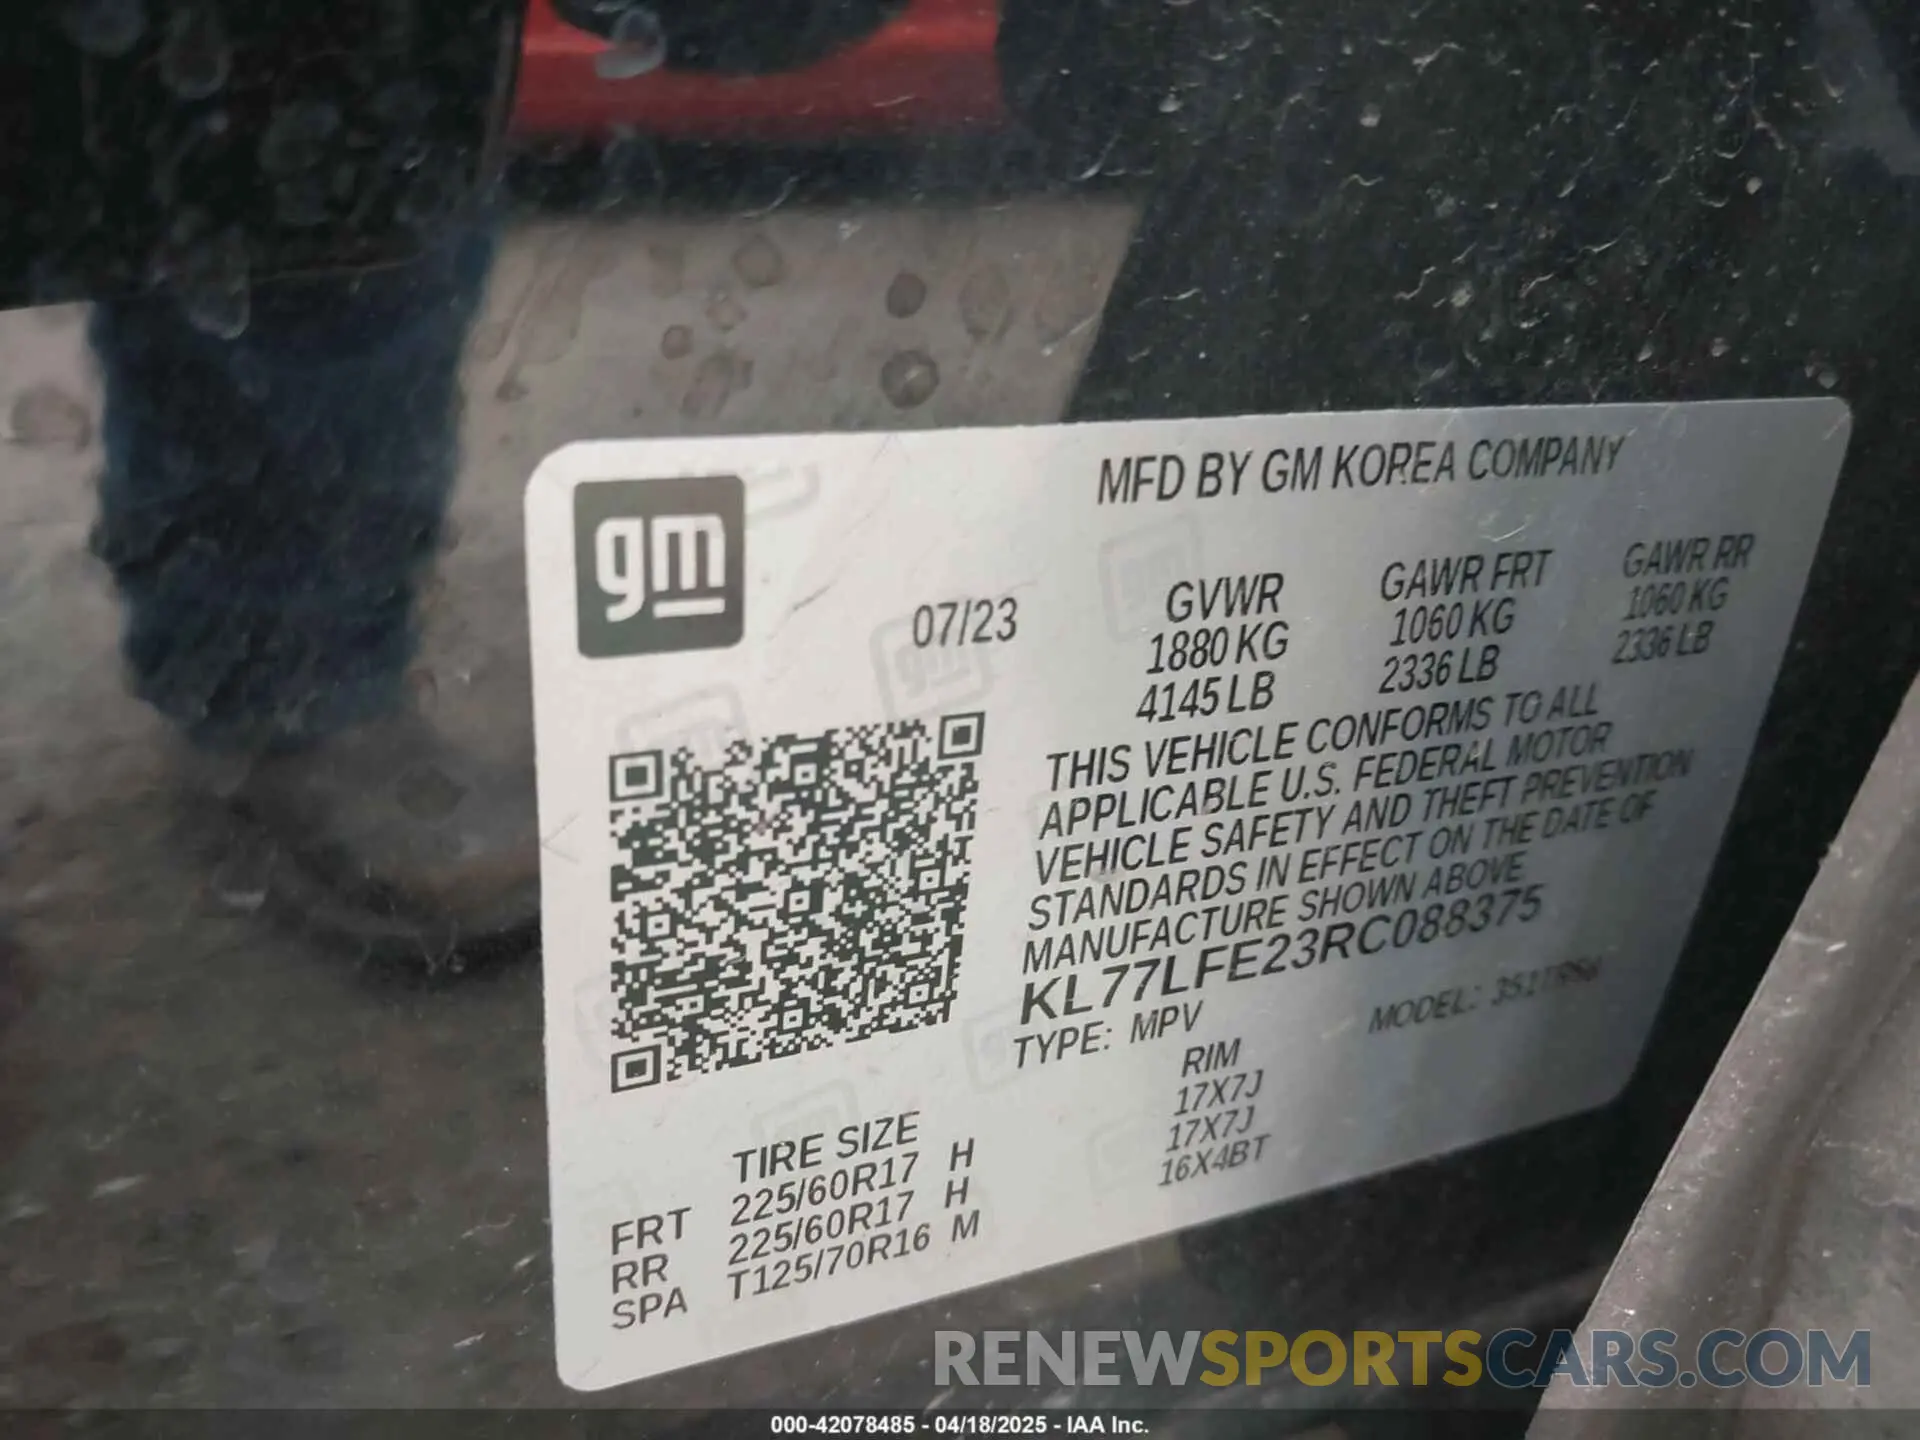 gm
MFD BY GM KOREA COMPANY
07/23
GVWR GAWR FRT GAWR RR
1880 KG 1060 KG 1060 KG
4145 LB 2336 LB 2336 LB
THIS VEHICLE CONFORMS TO ALL
APPLICABLE U.S. FEDERAL MOTOR
VEHICLE SAFETY AND THEFT PREVENTION
STANDARDS IN EFFECT ON THE DATE OF
MANUFACTURE SHOWN ABOVE
KL77LFE23RC088375
TYPE: MPV MODEL:
TIRE SIZE RIM
FRT 225/60R17 H 17X7J
RR 225/60R17 H 17X7J
SPA T125/70R16 M 16X4BT
RENEWSPORTSCARS.COM
000-42078485 - 04/18/2025 - IAA Inc.